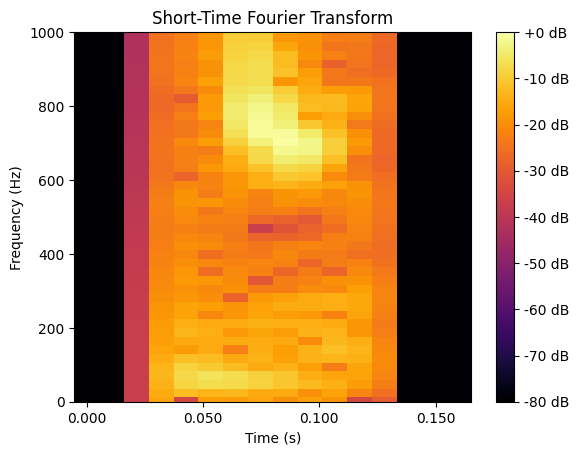 Short-Time Fourier Transform
1000
800
600
400
200
0
Frequency (Hz)
0.000
0.050
0.100
0.150
Time (s)
+0 dB
-10 dB
-20 dB
-30 dB
-40 dB
-50 dB
-60 dB
-70 dB
-80 dB